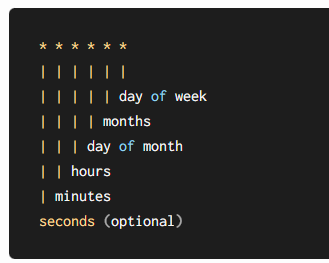 * * * * * *
| | | | | |
| | | | | day of week
| | | | months
| | | day of month
| | hours
| minutes
seconds (optional)